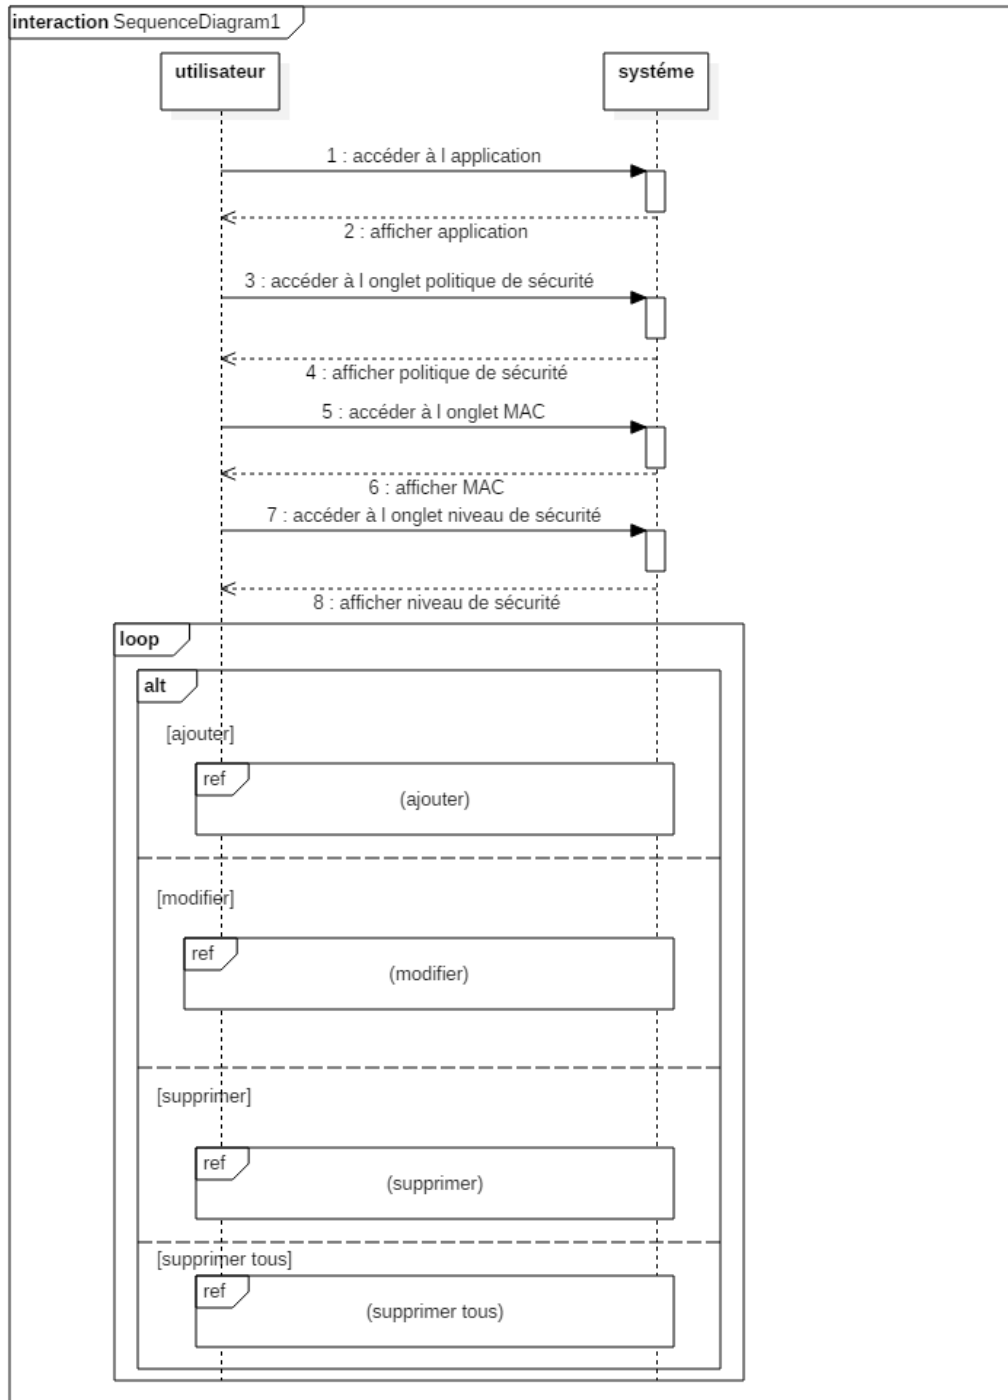 interaction SequenceDiagram1
utilisateur
systéme
1 : accéder à l application
2 : afficher application
3 : accéder à l onglet politique de sécurité
4 : afficher politique de sécurité
5 : accéder à l onglet MAC
6 : afficher MAC
7 : accéder à l onglet niveau de sécurité
8 : afficher niveau de sécurité
loop
alt
[ajouter]
ref
(ajouter)
[modifier]
ref
(modifier)
[supprimer]
ref
(supprimer)
[supprimer tous]
ref
(supprimer tous)